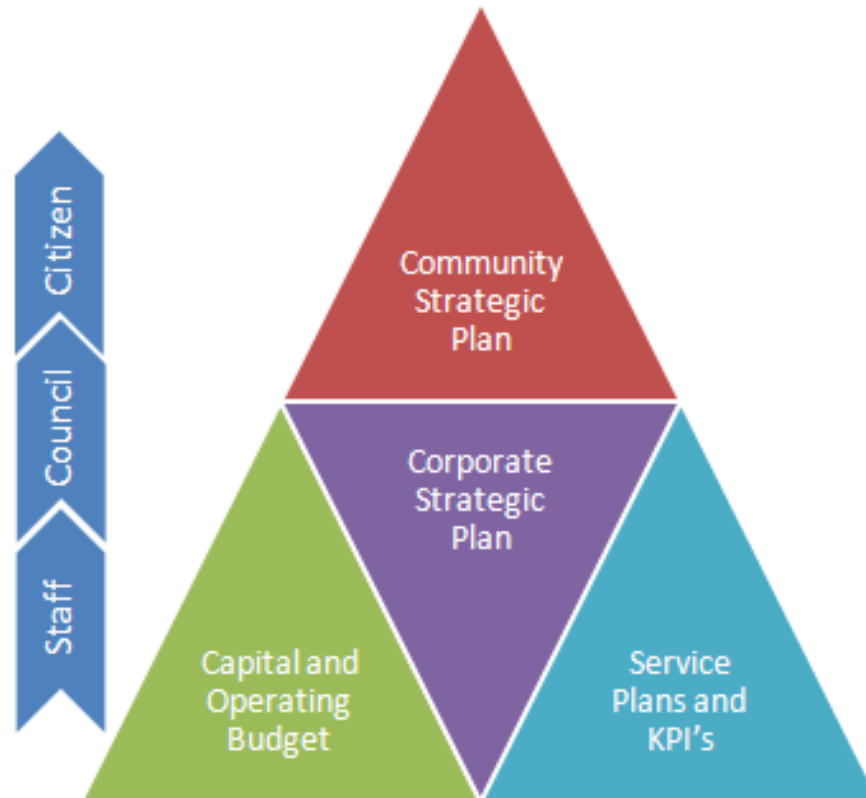 Citizen
Council
Staff
Community
Strategic
Plan
Corporate
Strategic
Plan
Capital and
Operating
Budget
Service
Plans and
KPI's